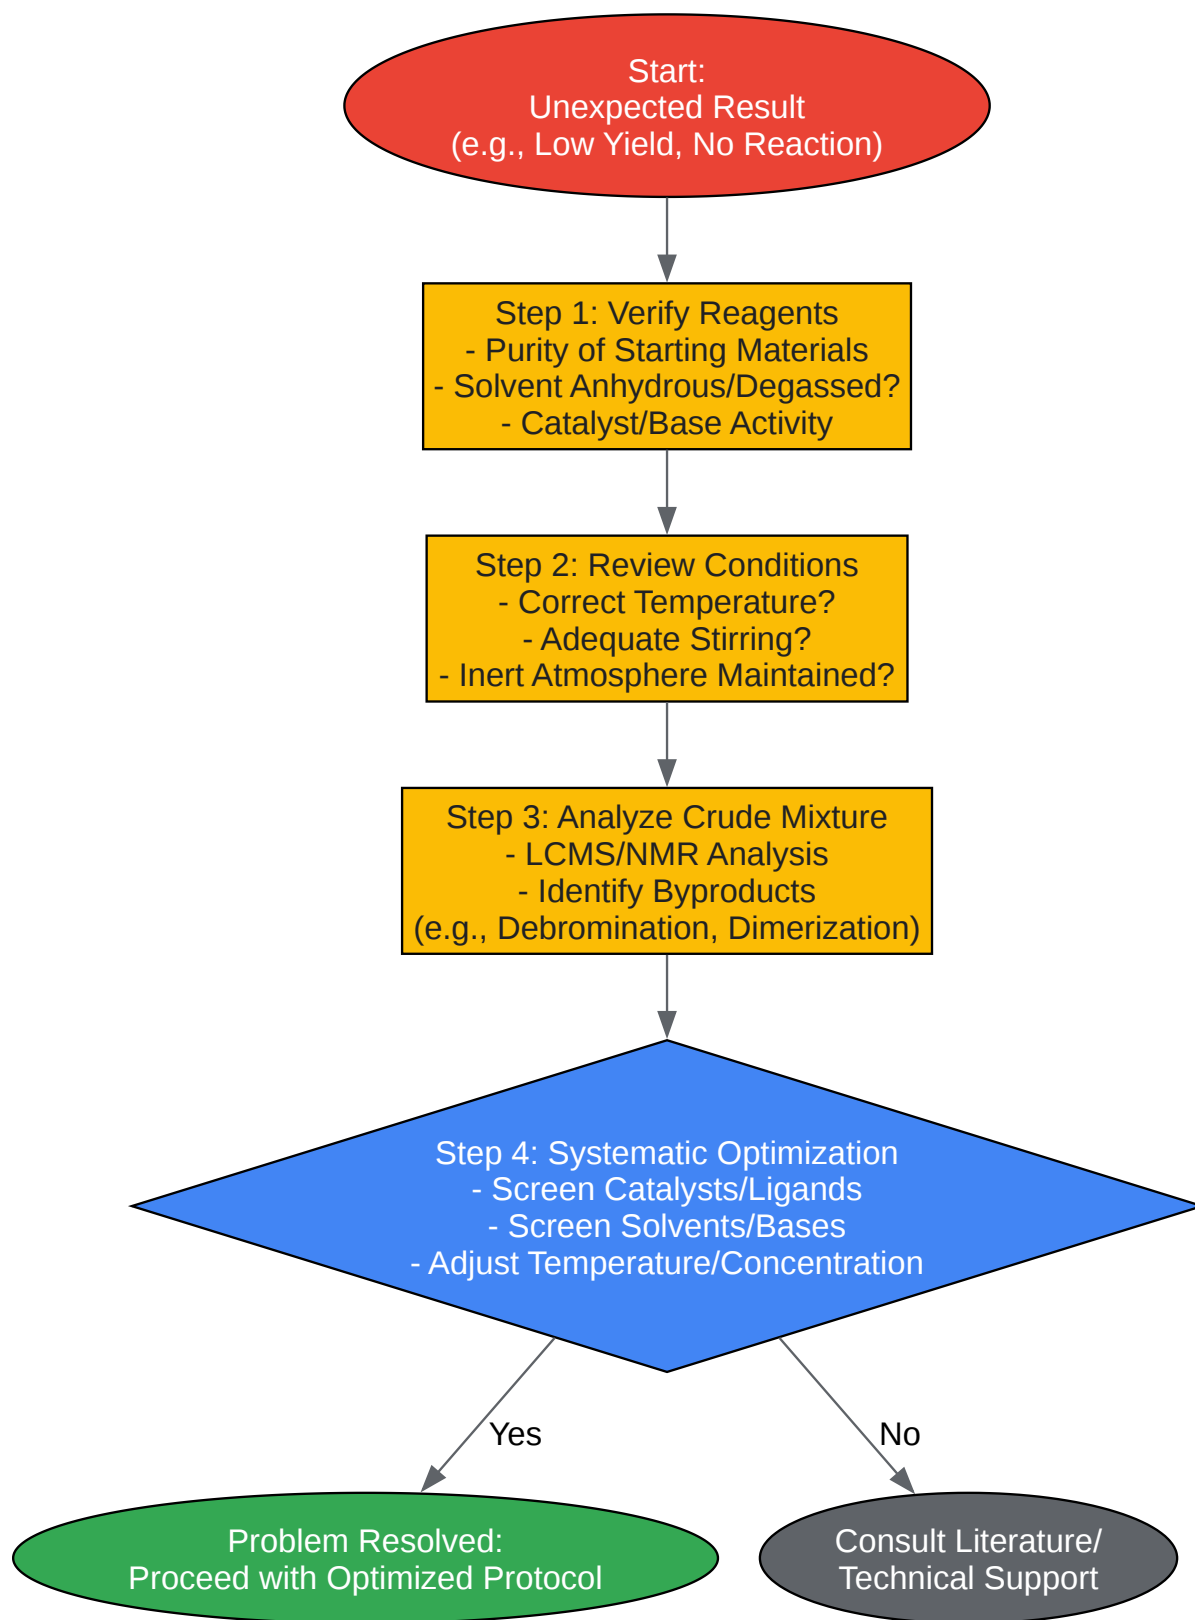 Start:
Unexpected Result
(e.g., Low Yield, No Reaction)
Step 1: Verify Reagents
- Purity of Starting Materials
- Solvent Anhydrous/Degassed?
- Catalyst/Base Activity
Step 2: Review Conditions
- Correct Temperature?
- Adequate Stirring?
- Inert Atmosphere Maintained?
Step 3: Analyze Crude Mixture
- LCMS/NMR Analysis
- Identify Byproducts
(e.g., Debromination, Dimerization)
Step 4: Systematic Optimization
- Screen Catalysts/Ligands
- Screen Solvents/Bases
- Adjust Temperature/Concentration
Yes
No
Problem Resolved:
Proceed with Optimized Protocol
Consult Literature/
Technical Support